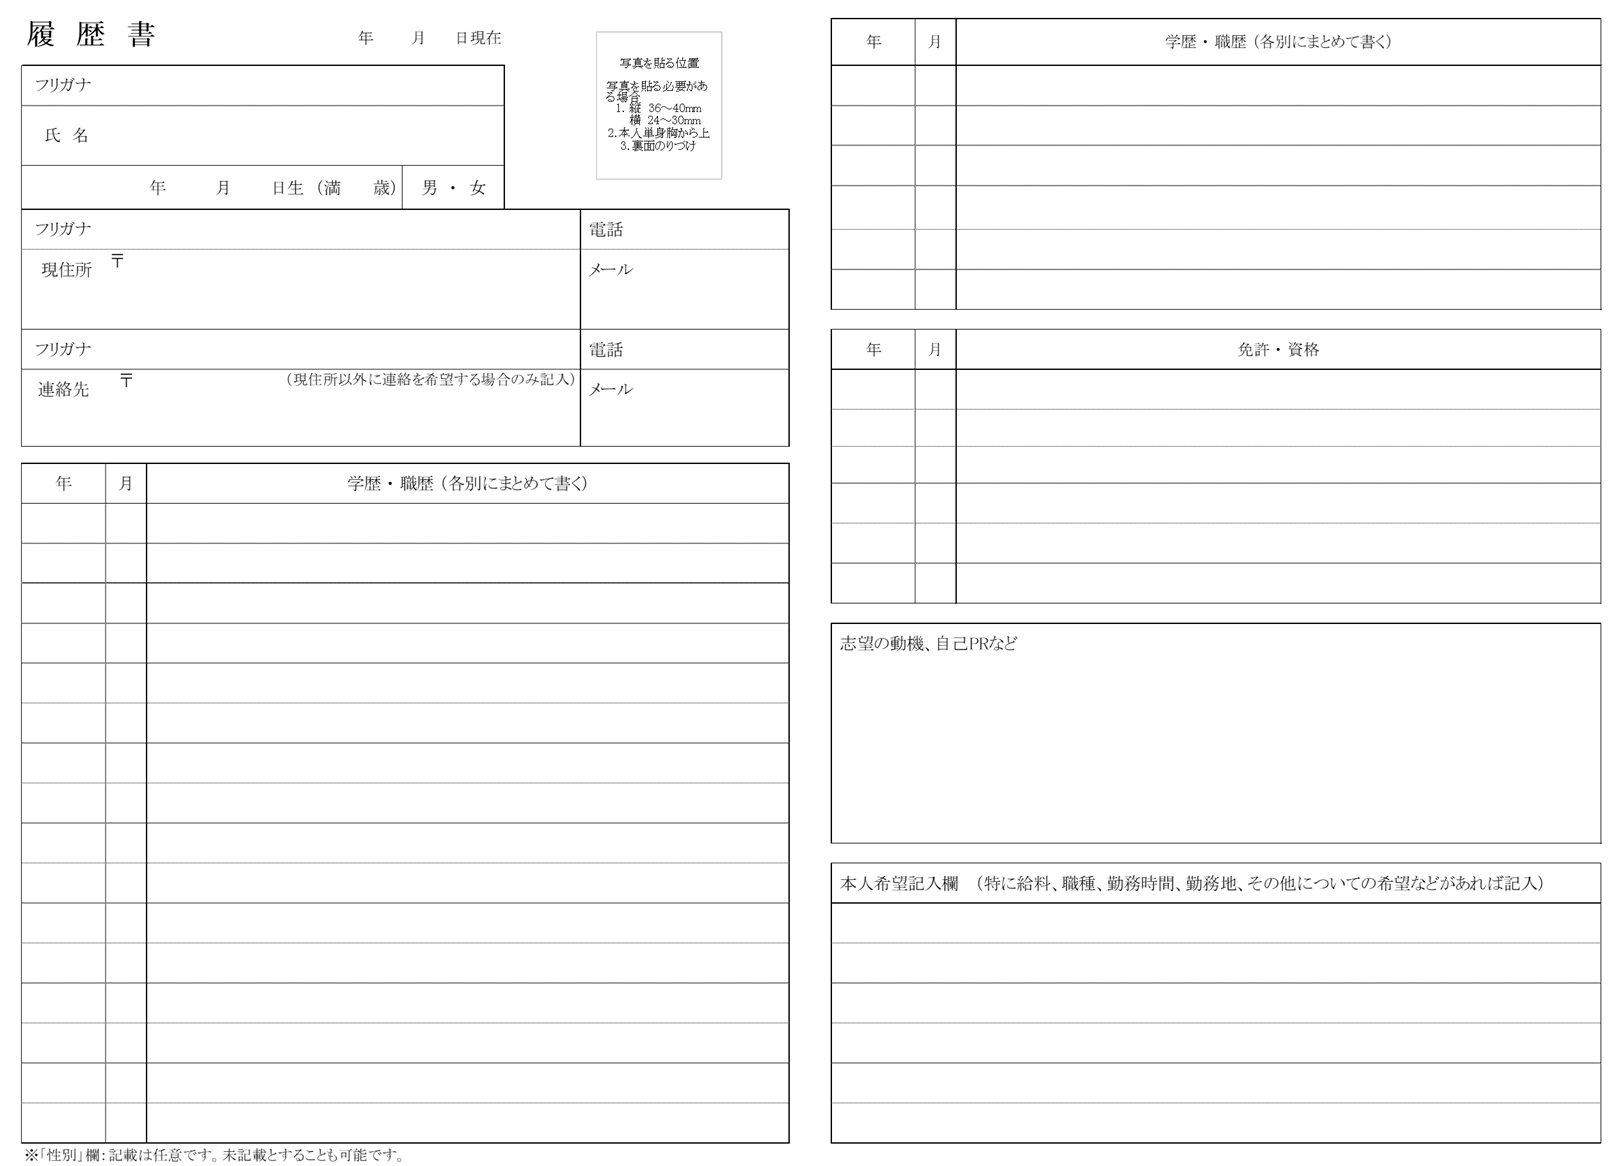 履歴書
年 月 日現在
写真を貼る位置
写真を貼る必要があ
る場合
1. 縦 36～40mm
横 24～30mm
2.本人単身胸から上
3.裏面のりづけ
フリガナ
氏 名
年 月 日生 (満 歳) 男 ・ 女
フリガナ 電話
現住所 〒 メール
フリガナ 電話
連絡先 〒 (現住所以外に連絡を希望する場合のみ記入) メール
年 月 学歴・職歴 (各別にまとめて書く)
※「性別」欄:記載は任意です。未記載とすることも可能です。
年 月 学歴・職歴 (各別にまとめて書く)
年 月 免許・資格
志望の動機、自己PRなど
本人希望記入欄 (特に給料、職種、勤務時間、勤務地、その他についての希望などがあれば記入)